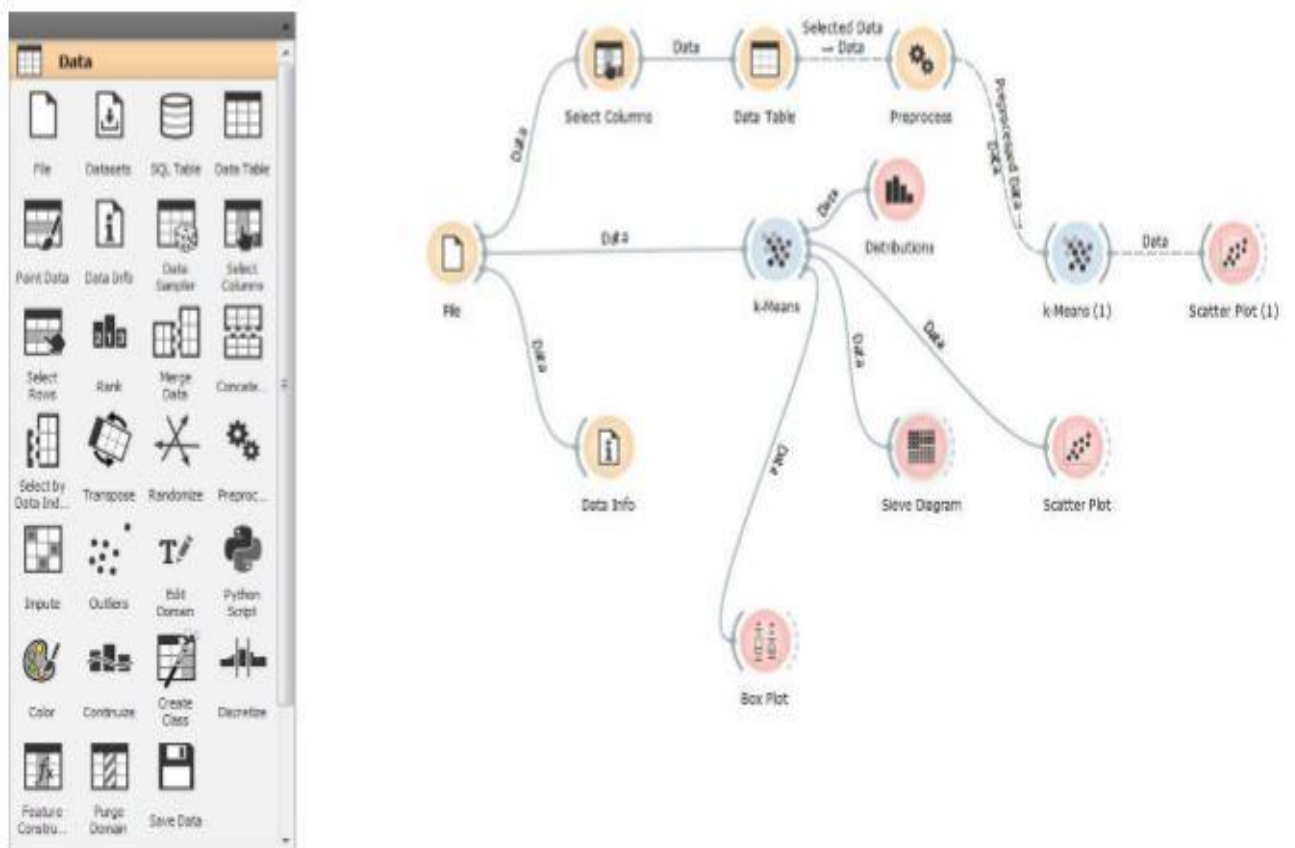 Data
File
Datasets
SQL Table
Data Table
Paint Data
Data Info
Data
Sampler
Select
Columns
Select
Rows
Rank
Merge
Data
Concate...
Select by
Data Ind...
Transpose
Randomize
Preproc...
Impute
Outliers
Edit
Domain
Python
Script
Color
Continuize
Create
Class
Discretize
Feature
Constru...
Purge
Domain
Save Data
Select Columns
Data
Data Table
Selected Data
→ Data
Preprocess
Data
Preprocessed Data →
Data
File
Data
k-Means
Data
Distributions
k-Means (1)
Data
Scatter Plot (1)
Data
Data Info
Data
Data
Data
Sieve Diagram
Scatter Plot
Box Plot